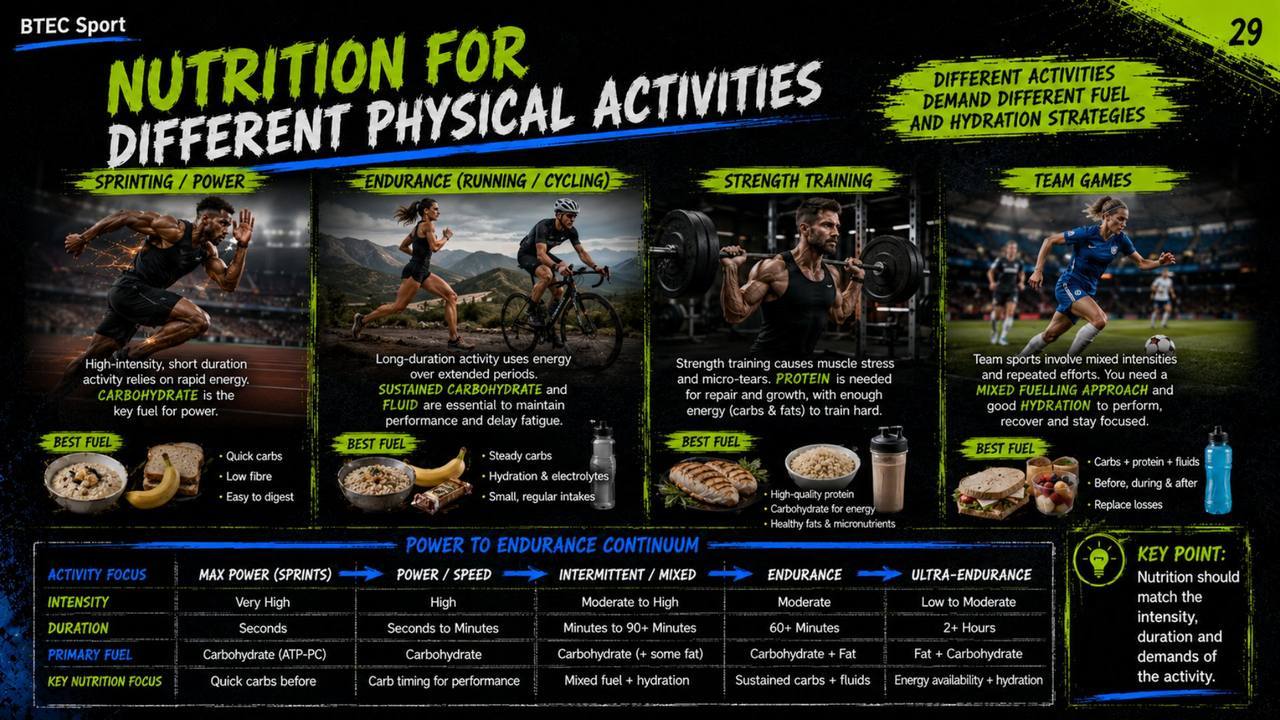 BTEC Sport
29
NUTRITION FOR
DIFFERENT PHYSICAL ACTIVITIES
DIFFERENT ACTIVITIES
DEMAND DIFFERENT FUEL
AND HYDRATION STRATEGIES
SPRINTING / POWER
High-intensity, short duration
activity relies on rapid energy.
CARBOHYDRATE is the
key fuel for power.
BEST FUEL
• Quick carbs
• Low fibre
• Easy to digest
ENDURANCE (RUNNING / CYCLING)
Long-duration activity uses energy
over extended periods.
SUSTAINED CARBOHYDRATE and
FLUID are essential to maintain
performance and delay fatigue.
BEST FUEL
• Steady carbs
• Hydration & electrolytes
• Small, regular intakes
STRENGTH TRAINING
Strength training causes muscle stress
and micro-tears. PROTEIN is needed
for repair and growth, with enough
energy (carbs & fats) to train hard.
BEST FUEL
• High-quality protein
• Carbohydrate for energy
• Healthy fats & micronutrients
TEAM GAMES
Team sports involve mixed intensities
and repeated efforts. You need a
MIXED FUELLING APPROACH and
good HYDRATION to perform,
recover and stay focused.
BEST FUEL
• Carbs + protein + fluids
• Before, during & after
• Replace losses
POWER TO ENDURANCE CONTINUUM
ACTIVITY FOCUS MAX POWER (SPRINTS) POWER / SPEED INTERMITTENT / MIXED ENDURANCE ULTRA-ENDURANCE
INTENSITY Very High High Moderate to High Moderate Low to Moderate
DURATION Seconds Seconds to Minutes Minutes to 90+ Minutes 60+ Minutes 2+ Hours
PRIMARY FUEL Carbohydrate (ATP-PC) Carbohydrate Carbohydrate (+ some fat) Carbohydrate + Fat Fat + Carbohydrate
KEY NUTRITION FOCUS Quick carbs before Carb timing for performance Mixed fuel + hydration Sustained carbs + fluids Energy availability + hydration
KEY POINT:
Nutrition should
match the
intensity,
duration and
demands of
the activity.